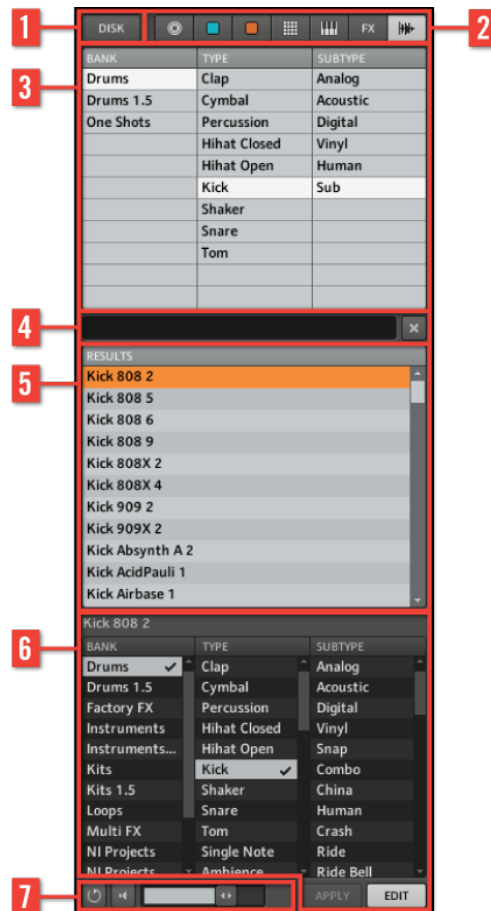 1
DISK
FX
2
3
BANK TYPE SUBTYPE
Drums Clap Analog
Drums 1.5 Cymbal Acoustic
One Shots Percussion Digital
Hihat Closed Vinyl
Hihat Open Human
Kick Sub
Shaker
Snare
Tom
4
5
RESULTS
Kick 808 2
Kick 808 5
Kick 808 6
Kick 808 9
Kick 808X 2
Kick 808X 4
Kick 909 2
Kick 909X 2
Kick Absynth A 2
Kick AcidPauli 1
Kick Airbase 1
Kick 808 2
6
BANK TYPE SUBTYPE
Drums Clap Analog
Drums 1.5 Cymbal Acoustic
Factory FX Percussion Digital
Instruments Hihat Closed Vinyl
Instruments... Hihat Open Snap
Kits Kick Combo
Kits 1.5 Shaker China
Loops Snare Human
Multi FX Tom Crash
NI Projects Single Note Ride
NI Projects Ambience Ride Bell
7
APPLY EDIT